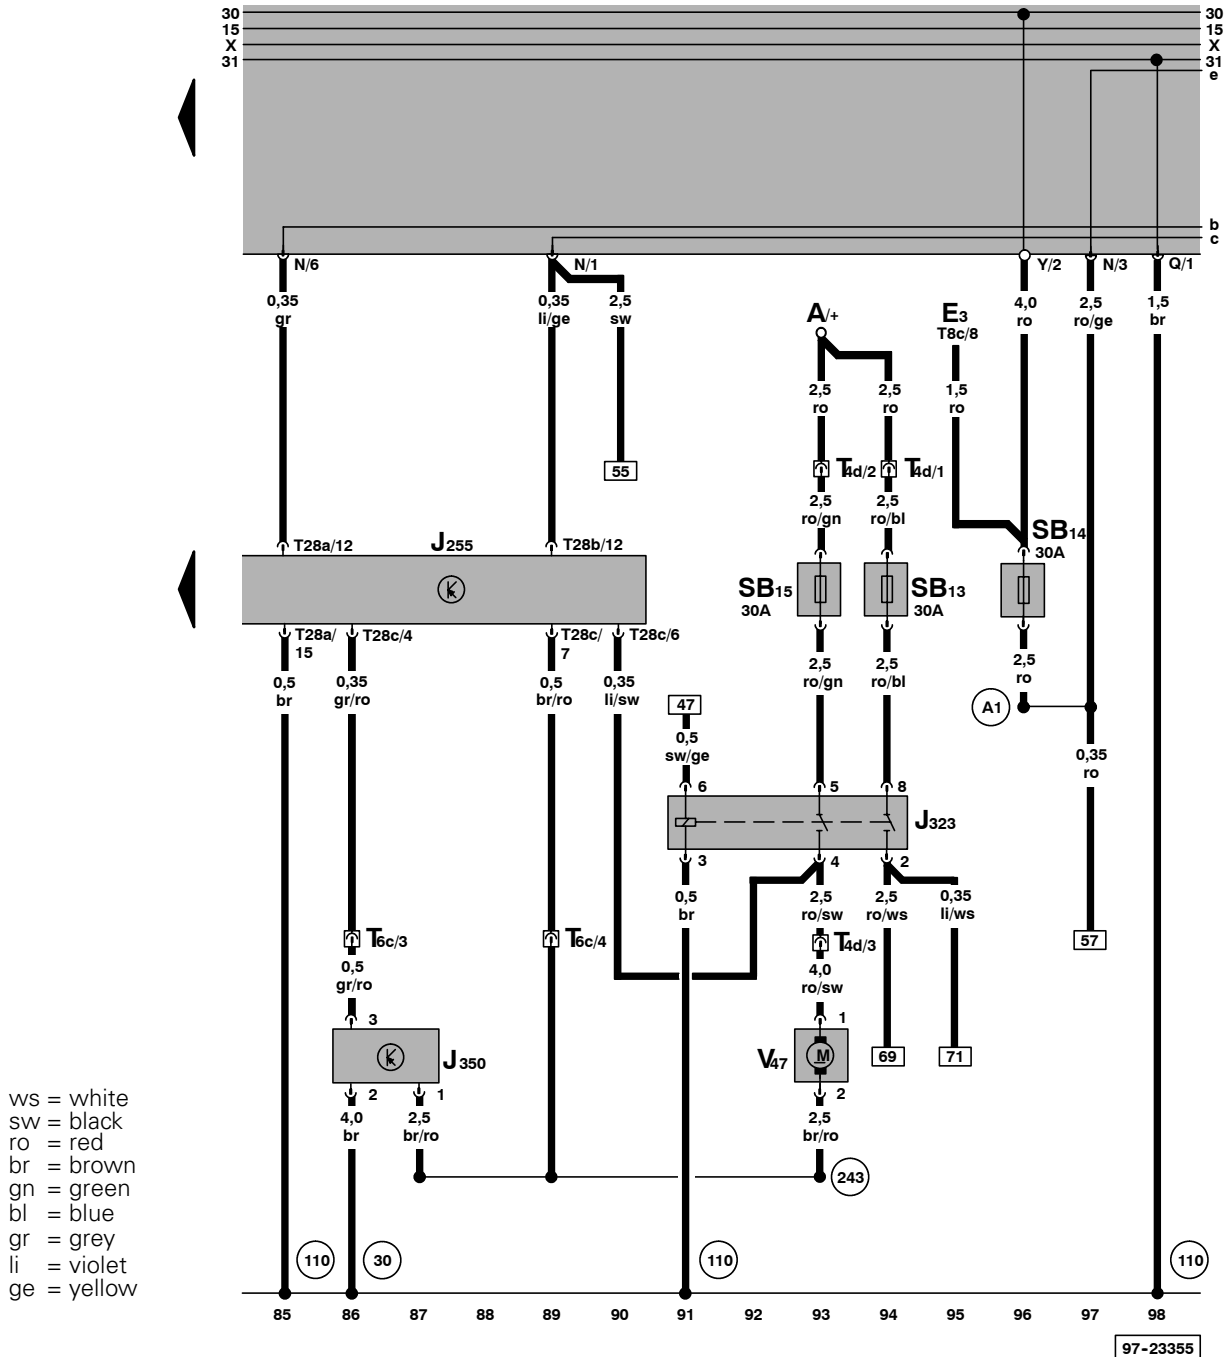 30 30
15 15
X X
31 31
e
b
c
N/6 N/1 Y/2 N/3 Q/1
0,35 0,35 2,5 4,0 2,5 1,5
gr li/ge sw ro ro/ge br
A/+ E3
T8c/8
2,5 2,5 1,5
ro ro ro
55 T4d/2 T4d/1
2,5 2,5
ro/gn ro/bl
T28a/12 J255 T28b/12
SB14
30A
SB15 SB13
30A 30A
T28a/ T28c/4 T28c/ T28c/6
15 7
0,5 0,35 0,5 0,35 2,5 2,5 2,5
br gr/ro br/ro li/sw ro/gn ro/bl ro
47 A1
0,5
sw/ge
0,35
ro
6 5 8
J323
3 4 2
0,5 2,5 2,5 0,35
br ro/sw ro/ws li/ws
T6c/3 T6c/4 T4d/3 57
0,5 4,0
gr/ro ro/sw
3 1
J350 V47 69 71
2 1 2
4,0 2,5 2,5
br br/ro br/ro
243
ws = white
sw = black
ro = red
br = brown
gn = green
bl = blue
gr = grey
li = violet
ge = yellow
110 30 110 110
85 86 87 88 89 90 91 92 93 94 95 96 97 98
M
97-23355